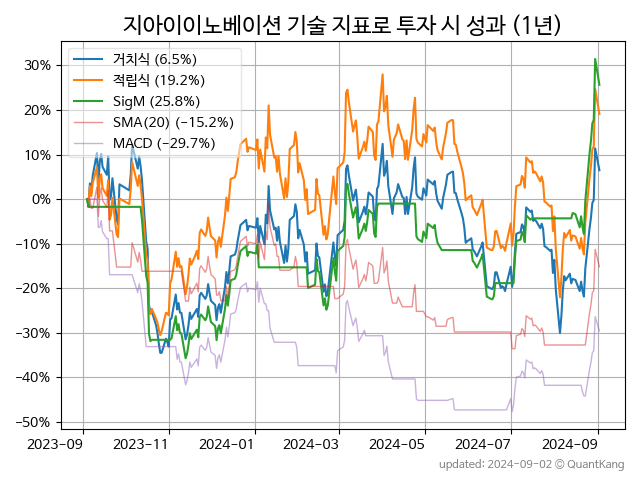 지아이이노베이션 기술 지표로 투자 시 성과 (1년)
거치식 (6.5%)
적립식 (19.2%)
SigM (25.8%)
SMA(20) (−15.2%)
MACD (−29.7%)
30%
20%
10%
0%
−10%
−20%
−30%
−40%
−50%
2023-09 2023-11 2024-01 2024-03 2024-05 2024-07 2024-09
updated: 2024-09-02 © QuantKang